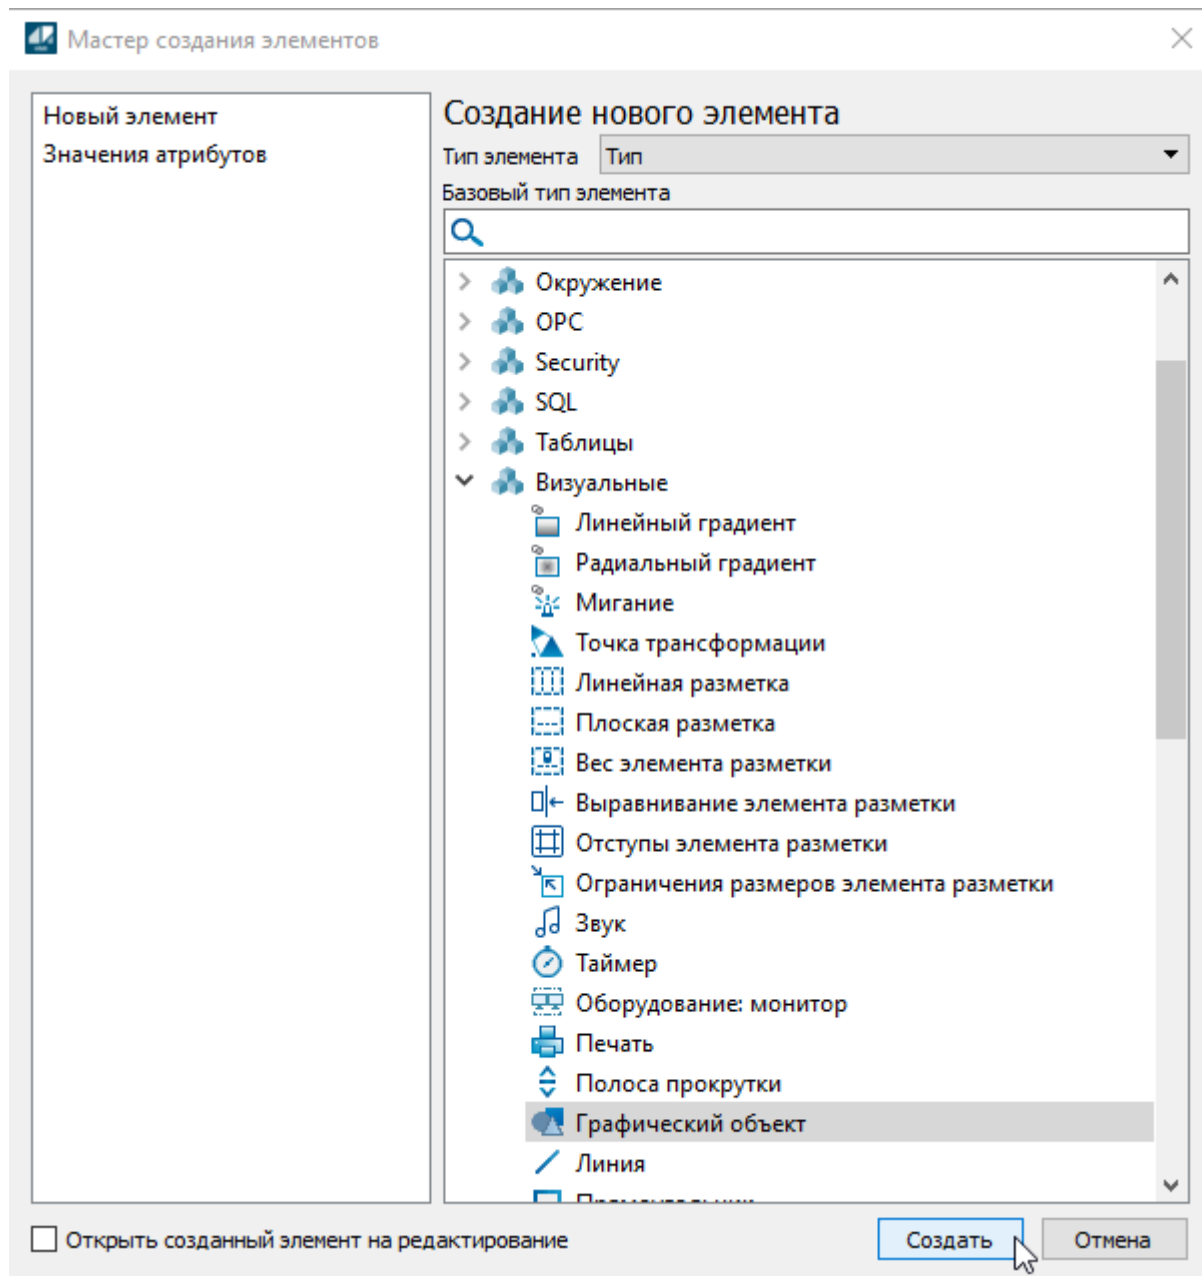 Мастер создания элементов
Новый элемент
Значения атрибутов
Создание нового элемента
Тип элемента Тип
Базовый тип элемента
Окружение
OPC
Security
SQL
Таблицы
Визуальные
Линейный градиент
Радиальный градиент
Мигание
Точка трансформации
Линейная разметка
Плоская разметка
Вес элемента разметки
Выравнивание элемента разметки
Отступы элемента разметки
Ограничения размеров элемента разметки
Звук
Таймер
Оборудование: монитор
Печать
Полоса прокрутки
Графический объект
Линия
Открыть созданный элемент на редактирование
Создать Отмена